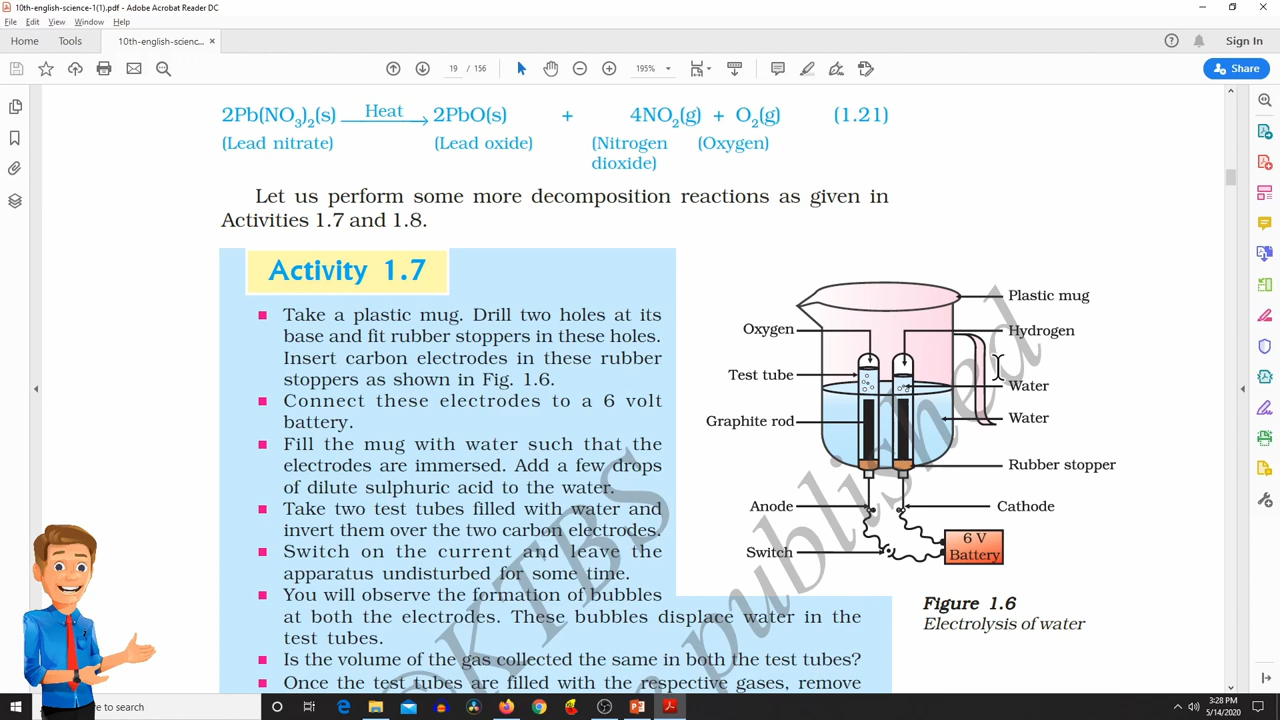 10th-english-science-1(1).pdf - Adobe Acrobat Reader DC
File Edit View Window Help
Home Tools 10th-english-scienc... × Sign In
19 / 156 195% Share
2Pb(NO₃)₂(s) —Heat→ 2PbO(s) + 4NO₂(g) + O₂(g) (1.21)
(Lead nitrate) (Lead oxide) (Nitrogen (Oxygen)
dioxide)
Let us perform some more decomposition reactions as given in
Activities 1.7 and 1.8.
Activity 1.7
Take a plastic mug. Drill two holes at its
base and fit rubber stoppers in these holes.
Insert carbon electrodes in these rubber
stoppers as shown in Fig. 1.6.
Connect these electrodes to a 6 volt
battery.
Fill the mug with water such that the
electrodes are immersed. Add a few drops
of dilute sulphuric acid to the water.
Take two test tubes filled with water and
invert them over the two carbon electrodes.
Switch on the current and leave the
apparatus undisturbed for some time.
You will observe the formation of bubbles
at both the electrodes. These bubbles displace water in the
test tubes.
Is the volume of the gas collected the same in both the test tubes?
Once the test tubes are filled with the respective gases, remove
Plastic mug
Oxygen
Hydrogen
Test tube
Water
Graphite rod
Water
Rubber stopper
Anode
Cathode
Switch
6 V
Battery
Figure 1.6
Electrolysis of water
©KTBS
published
to search
3:28 PM
5/14/2020